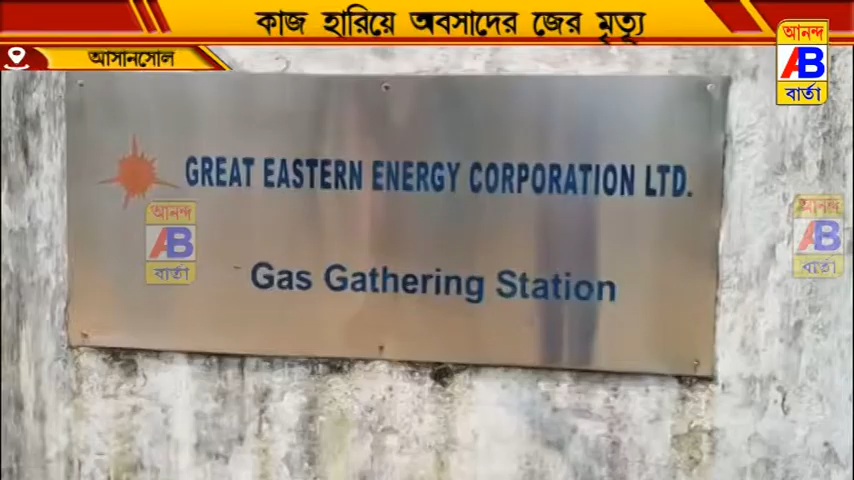 কাজ হারিয়ে অবসাদের জের মৃত্যু
আসানসোল
আনন্দ
AB
বার্তা
GREAT EASTERN ENERGY CORPORATION LTD.
আনন্দ
AB
বার্তা
আনন্দ
AB
বার্তা
Gas Gathering Station